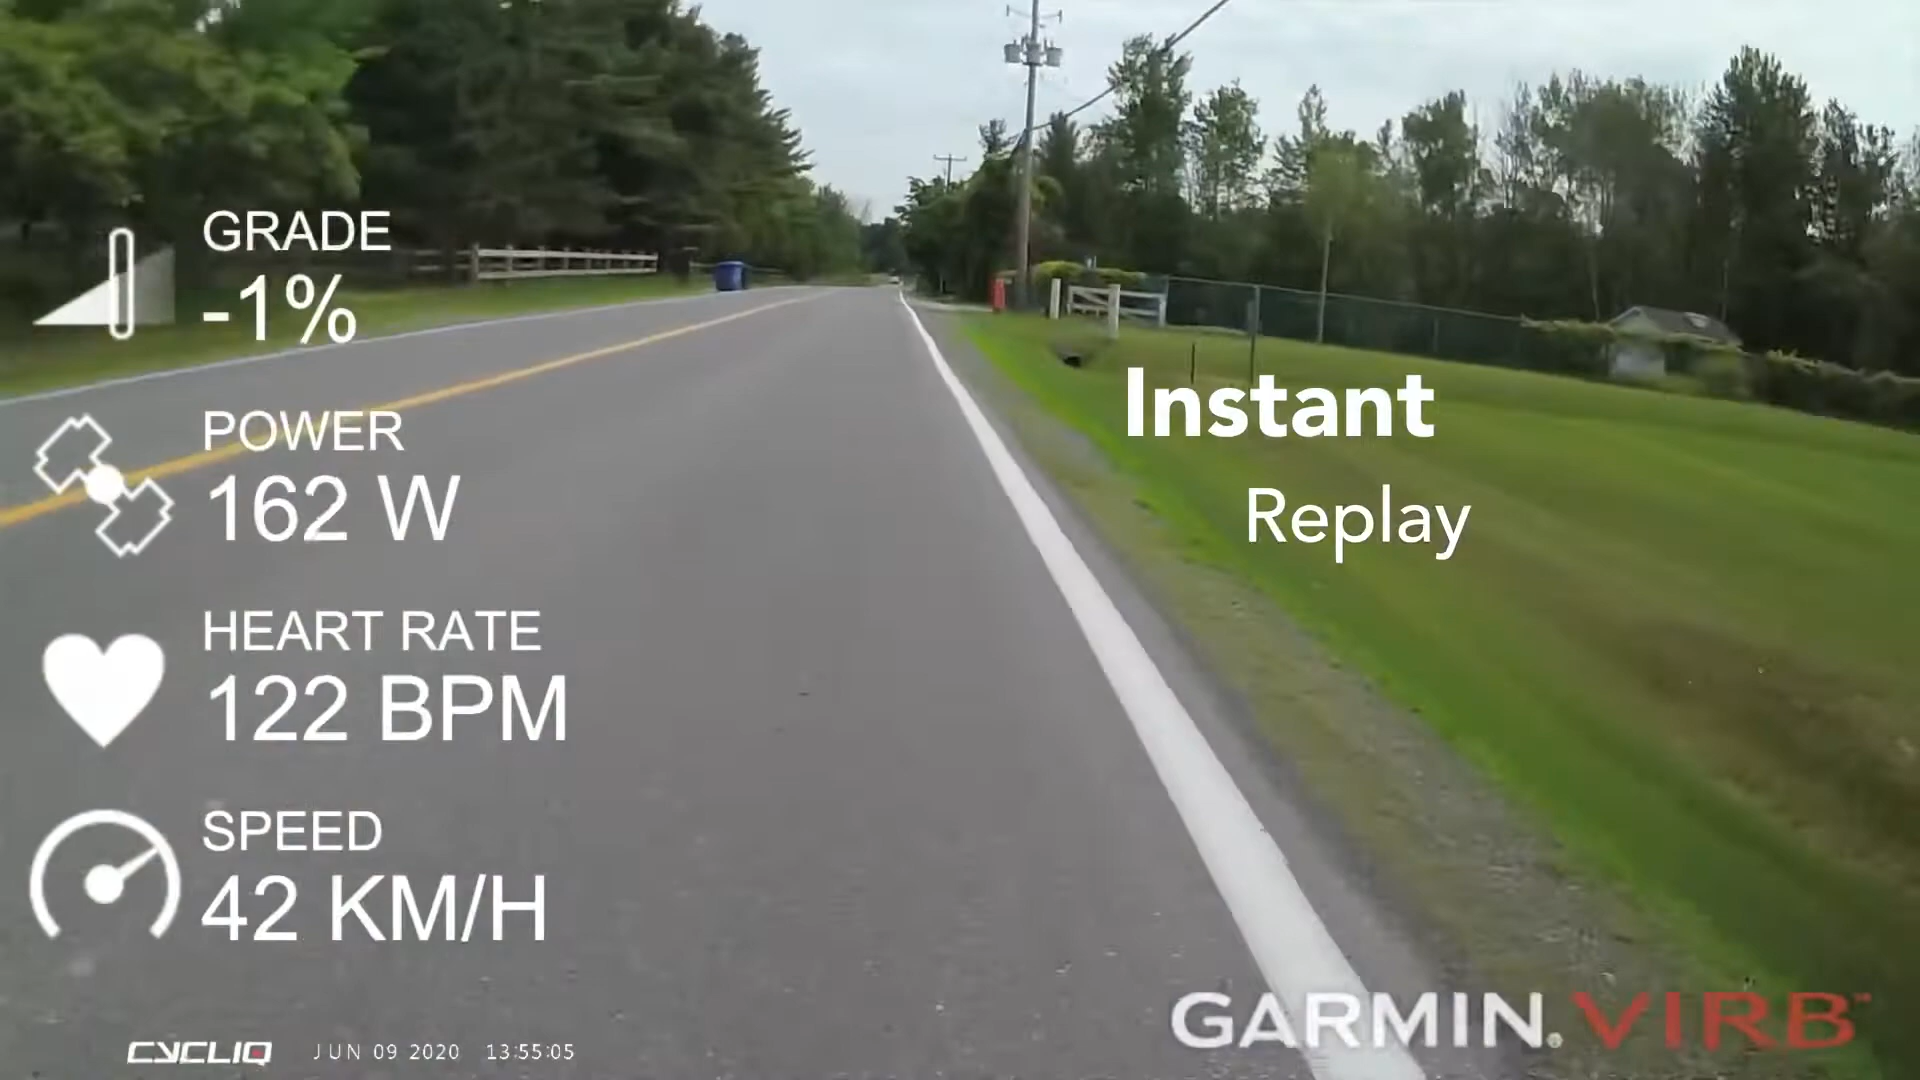 GRADE
-1%
POWER
162 W
HEART RATE
122 BPM
SPEED
42 KM/H
Instant
Replay
GARMIN. VIRB™
CYCLIQ JUN 09 2020 13:55:05